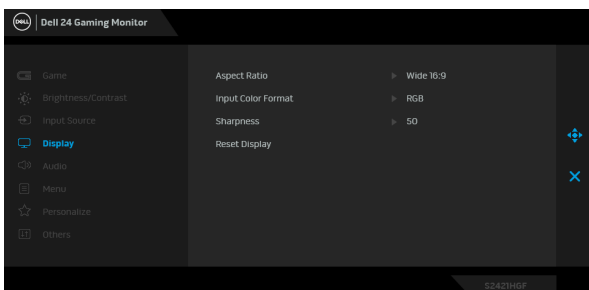 DELL Dell 24 Gaming Monitor
Game
Brightness/Contrast
Input Source
Display
Audio
Menu
Personalize
Others
Aspect Ratio Wide 16:9
Input Color Format RGB
Sharpness 50
Reset Display
S2421HGF